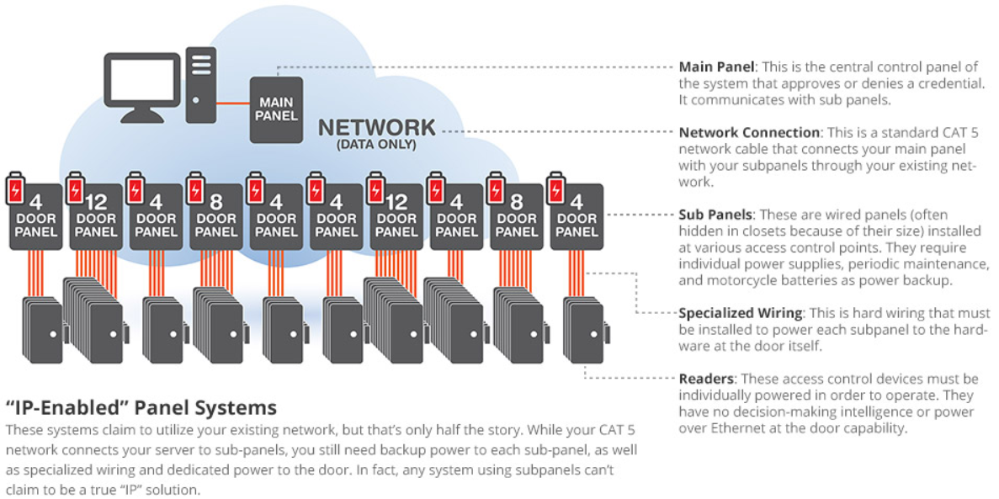 MAIN
PANEL
NETWORK
(DATA ONLY)
4
DOOR
PANEL
12
DOOR
PANEL
4
DOOR
PANEL
8
DOOR
PANEL
4
DOOR
PANEL
4
DOOR
PANEL
12
DOOR
PANEL
4
DOOR
PANEL
8
DOOR
PANEL
4
DOOR
PANEL
Main Panel: This is the central control panel of
the system that approves or denies a credential.
It communicates with sub panels.
Network Connection: This is a standard CAT 5
network cable that connects your main panel
with your subpanels through your existing net-
work.
Sub Panels: These are wired panels (often
hidden in closets because of their size) installed
at various access control points. They require
individual power supplies, periodic maintenance,
and motorcycle batteries as power backup.
Specialized Wiring: This is hard wiring that must
be installed to power each subpanel to the hard-
ware at the door itself.
Readers: These access control devices must be
individually powered in order to operate. They
have no decision-making intelligence or power
over Ethernet at the door capability.
“IP-Enabled” Panel Systems
These systems claim to utilize your existing network, but that’s only half the story. While your CAT 5
network connects your server to sub-panels, you still need backup power to each sub-panel, as well
as specialized wiring and dedicated power to the door. In fact, any system using subpanels can’t
claim to be a true “IP” solution.